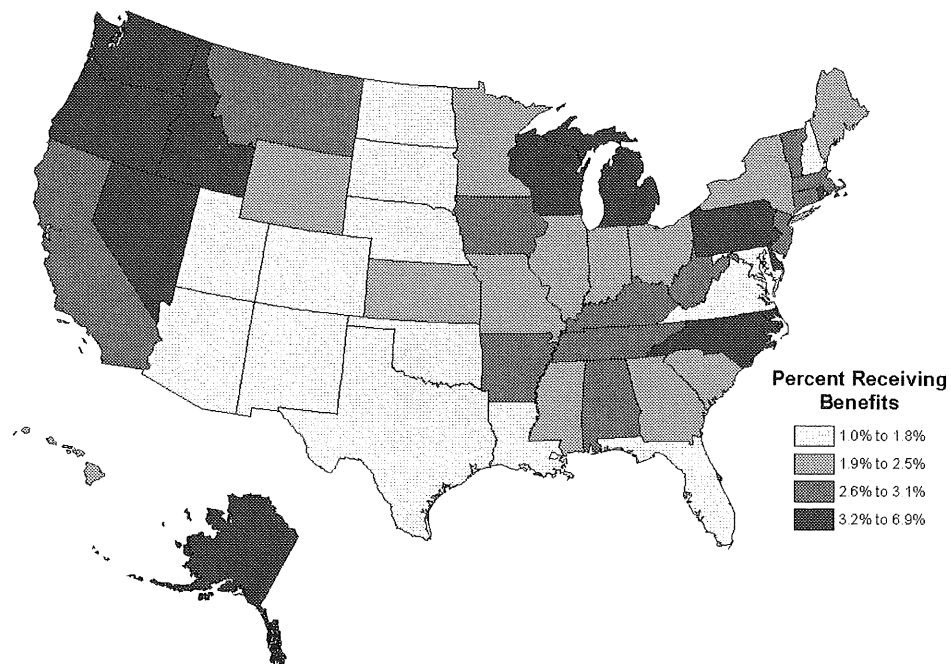 Percent Receiving
Benefits
1.0% to 1.8%
1.9% to 2.5%
2.6% to 3.1%
3.2% to 6.9%